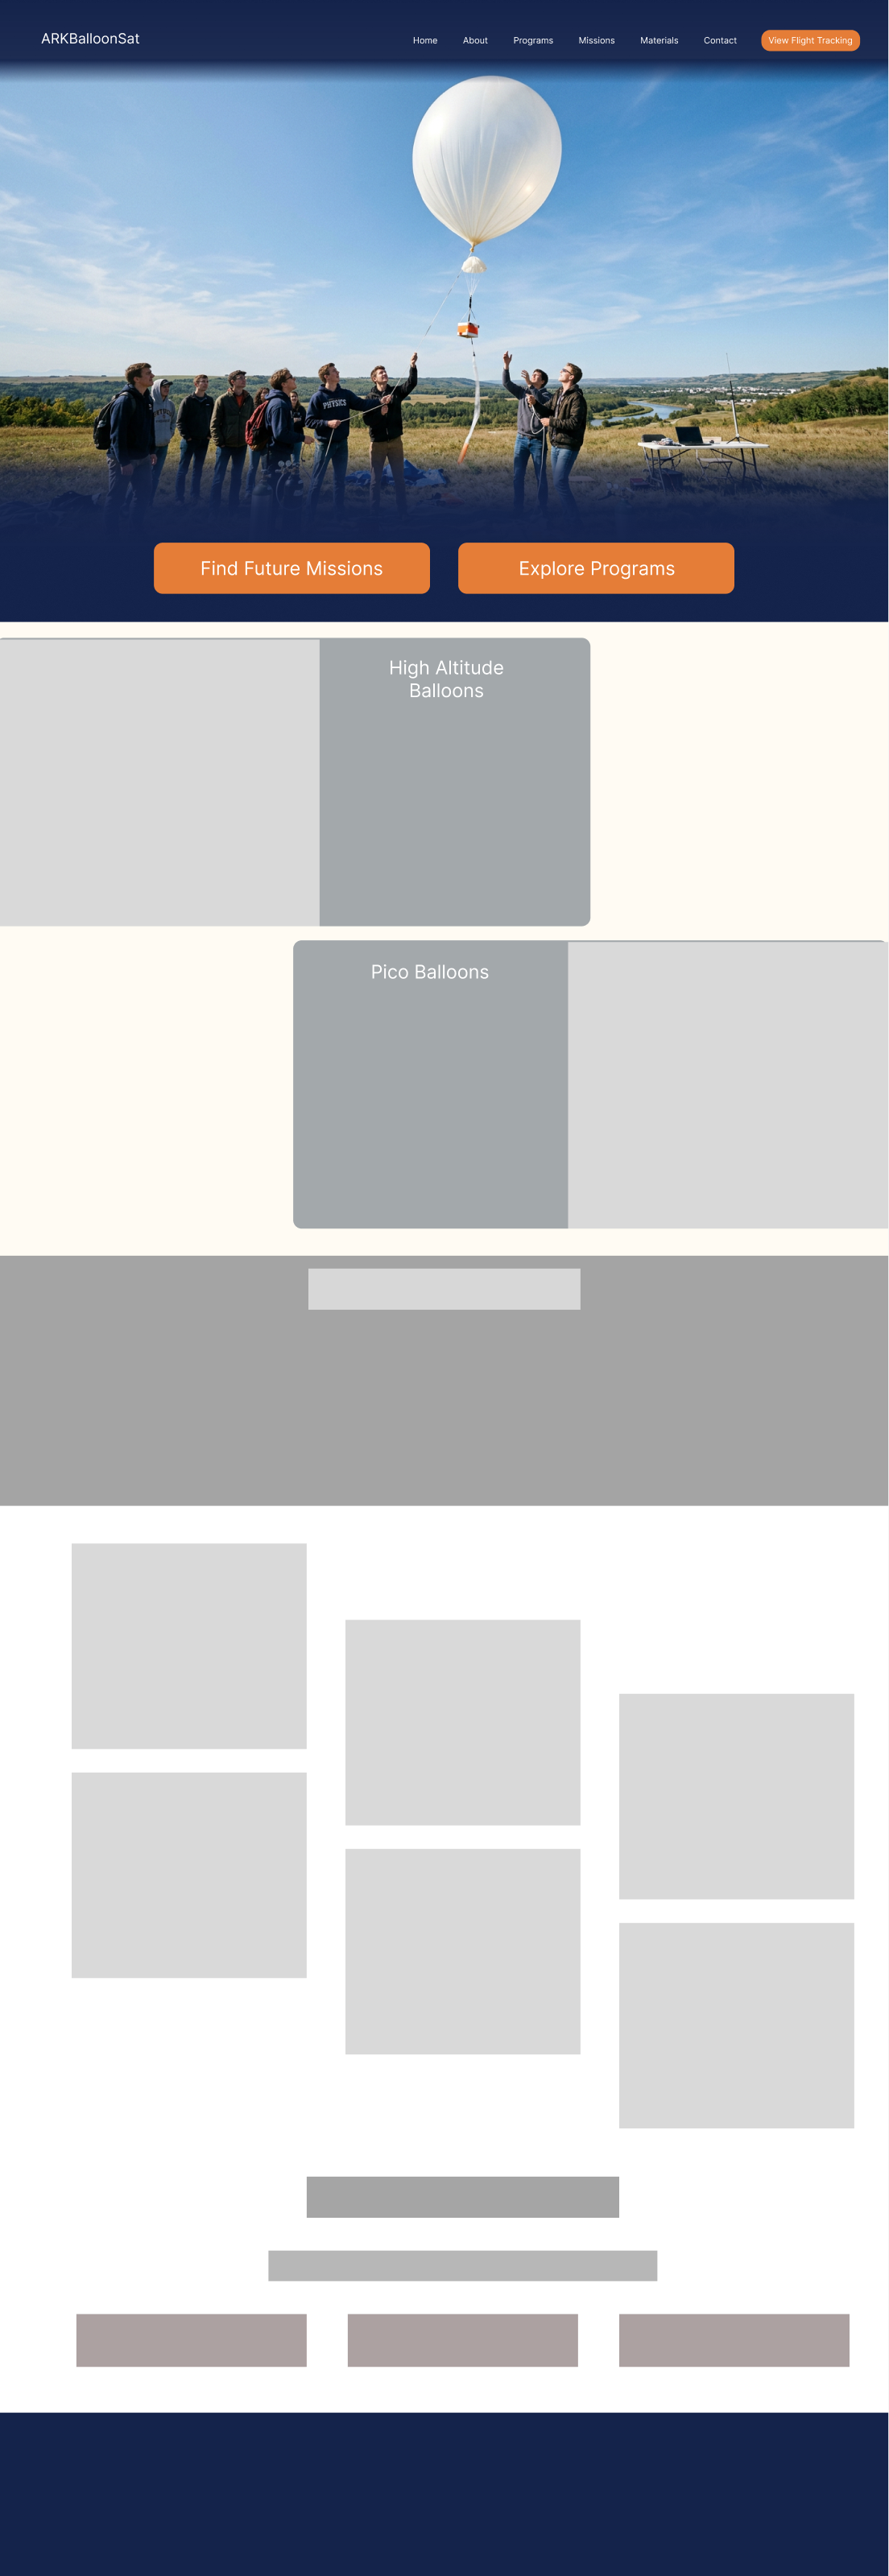 ARKBalloonSat
Home About Programs Missions Materials Contact View Flight Tracking
PHYSICS
Find Future Missions Explore Programs
High Altitude
Balloons
Pico Balloons